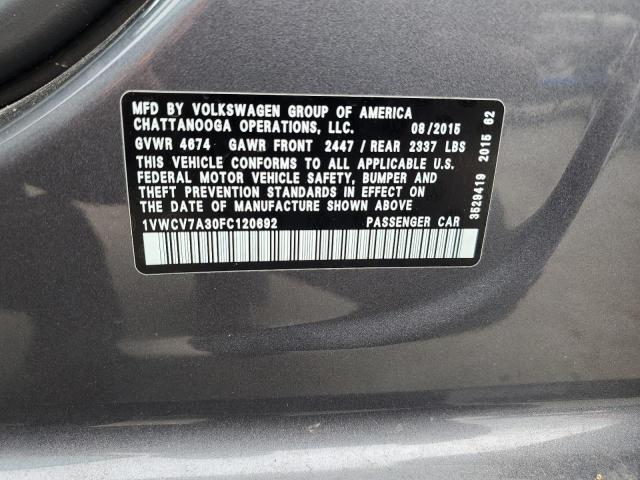 MFD BY VOLKSWAGEN GROUP OF AMERICA
CHATTANOOGA OPERATIONS, LLC. 08/2015
GVWR 4674 GAWR FRONT 2447 / REAR 2337 LBS
THIS VEHICLE CONFORMS TO ALL APPLICABLE U.S.
FEDERAL MOTOR VEHICLE SAFETY, BUMPER AND
THEFT PREVENTION STANDARDS IN EFFECT ON
THE DATE OF MANUFACTURE SHOWN ABOVE
1VWCV7A30FC120692 PASSENGER CAR
3529419 2015 62